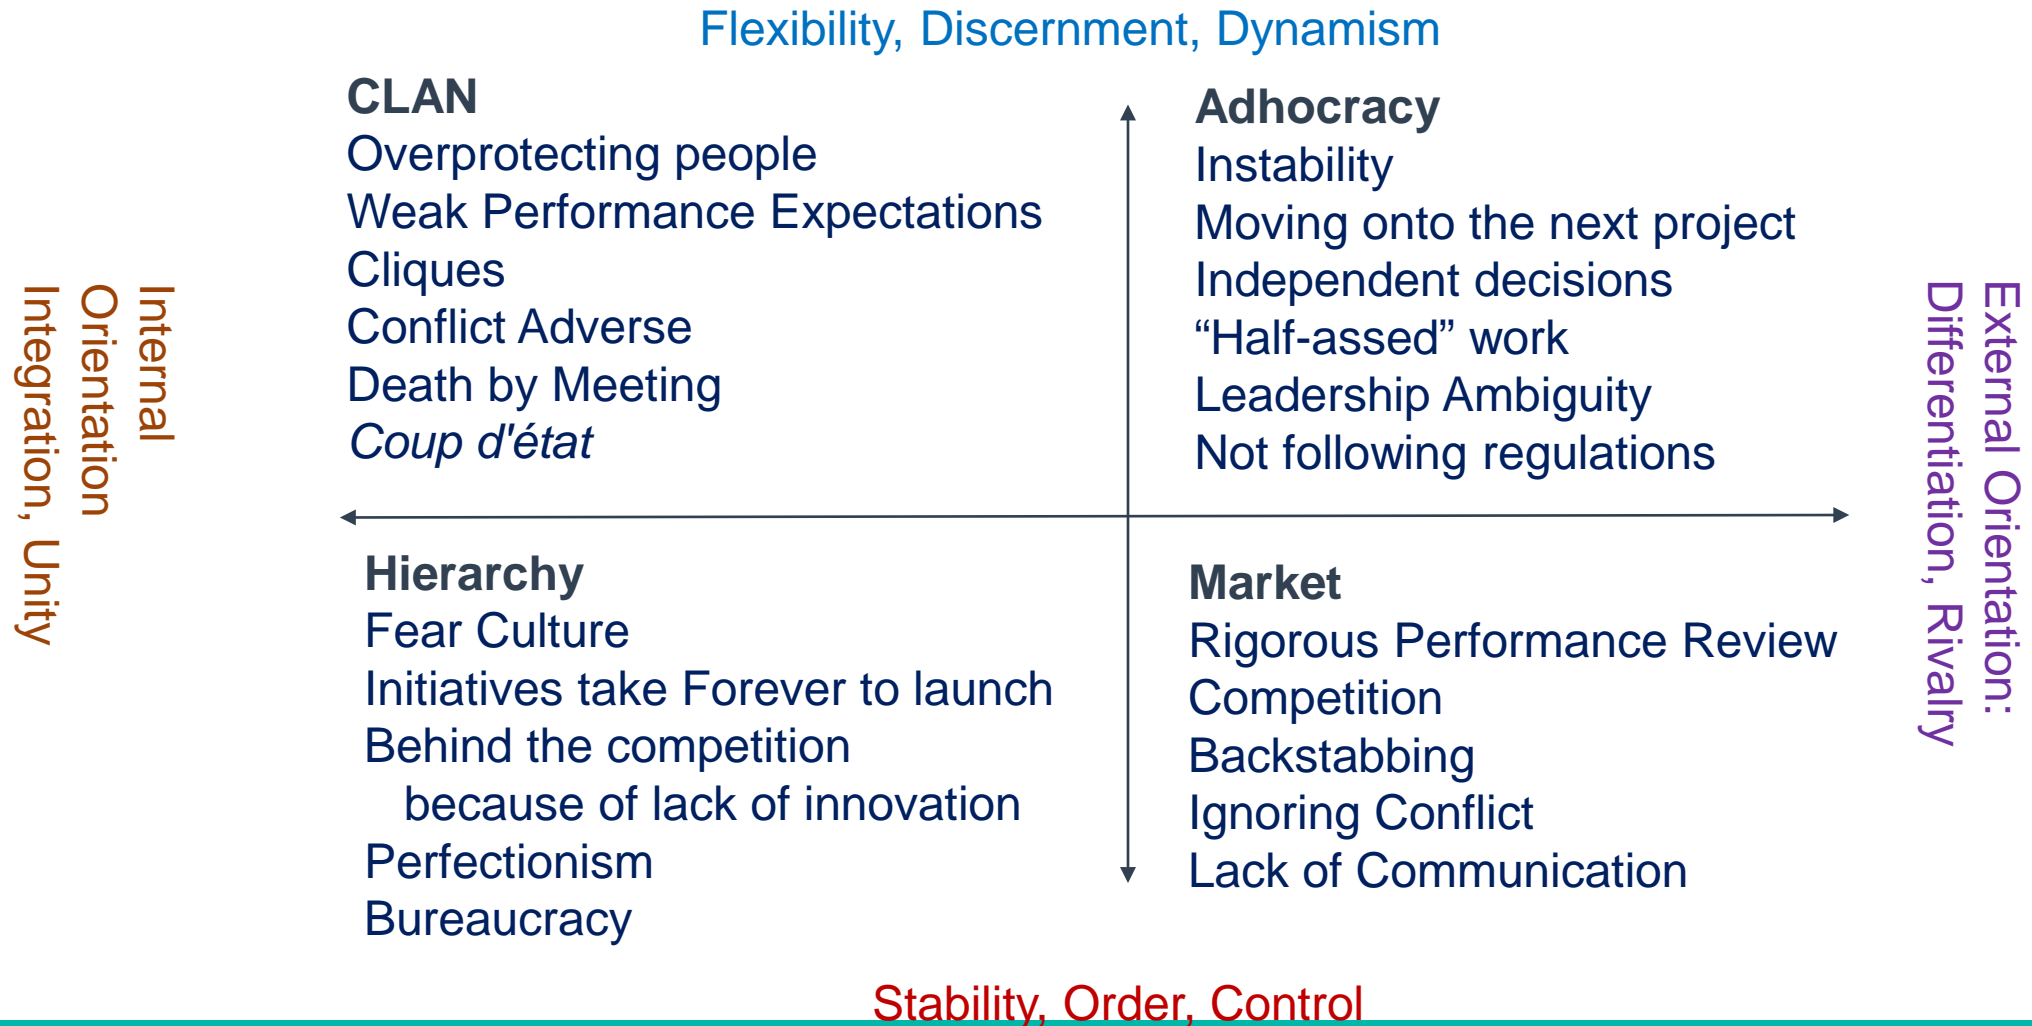 Flexibility, Discernment, Dynamism
CLAN
Overprotecting people
Weak Performance Expectations
Cliques
Conflict Adverse
Death by Meeting
Coup d'état
Adhocracy
Instability
Moving onto the next project
Independent decisions
“Half-assed” work
Leadership Ambiguity
Not following regulations
Internal
Orientation
Integration, Unity
External Orientation:
Differentiation, Rivalry
Hierarchy
Fear Culture
Initiatives take Forever to launch
Behind the competition
because of lack of innovation
Perfectionism
Bureaucracy
Market
Rigorous Performance Review
Competition
Backstabbing
Ignoring Conflict
Lack of Communication
Stability, Order, Control